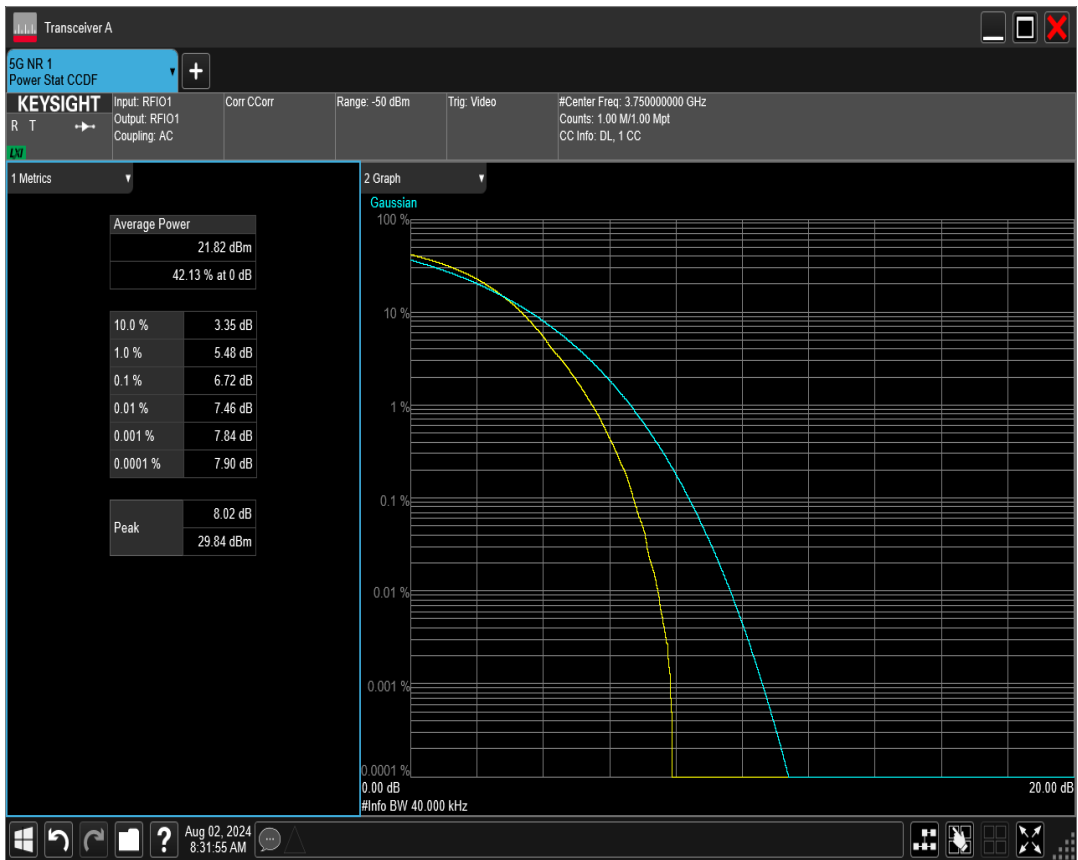 Transceiver A
5G NR 1
Power Stat CCDF
+
KEYSIGHT
R T
LXI
Input: RFIO1
Output: RFIO1
Coupling: AC
Corr CCorr
Range: -50 dBm
Trig: Video
#Center Freq: 3.750000000 GHz
Counts: 1.00 M/1.00 Mpt
CC Info: DL, 1 CC
1 Metrics
Average Power
21.82 dBm
42.13 % at 0 dB
10.0 % 3.35 dB
1.0 % 5.48 dB
0.1 % 6.72 dB
0.01 % 7.46 dB
0.001 % 7.84 dB
0.0001 % 7.90 dB
Peak
8.02 dB
29.84 dBm
2 Graph
Gaussian
100 %
10 %
1 %
0.1 %
0.01 %
0.001 %
0.0001 %
0.00 dB 20.00 dB
#Info BW 40.000 kHz
?
Aug 02, 2024
8:31:55 AM